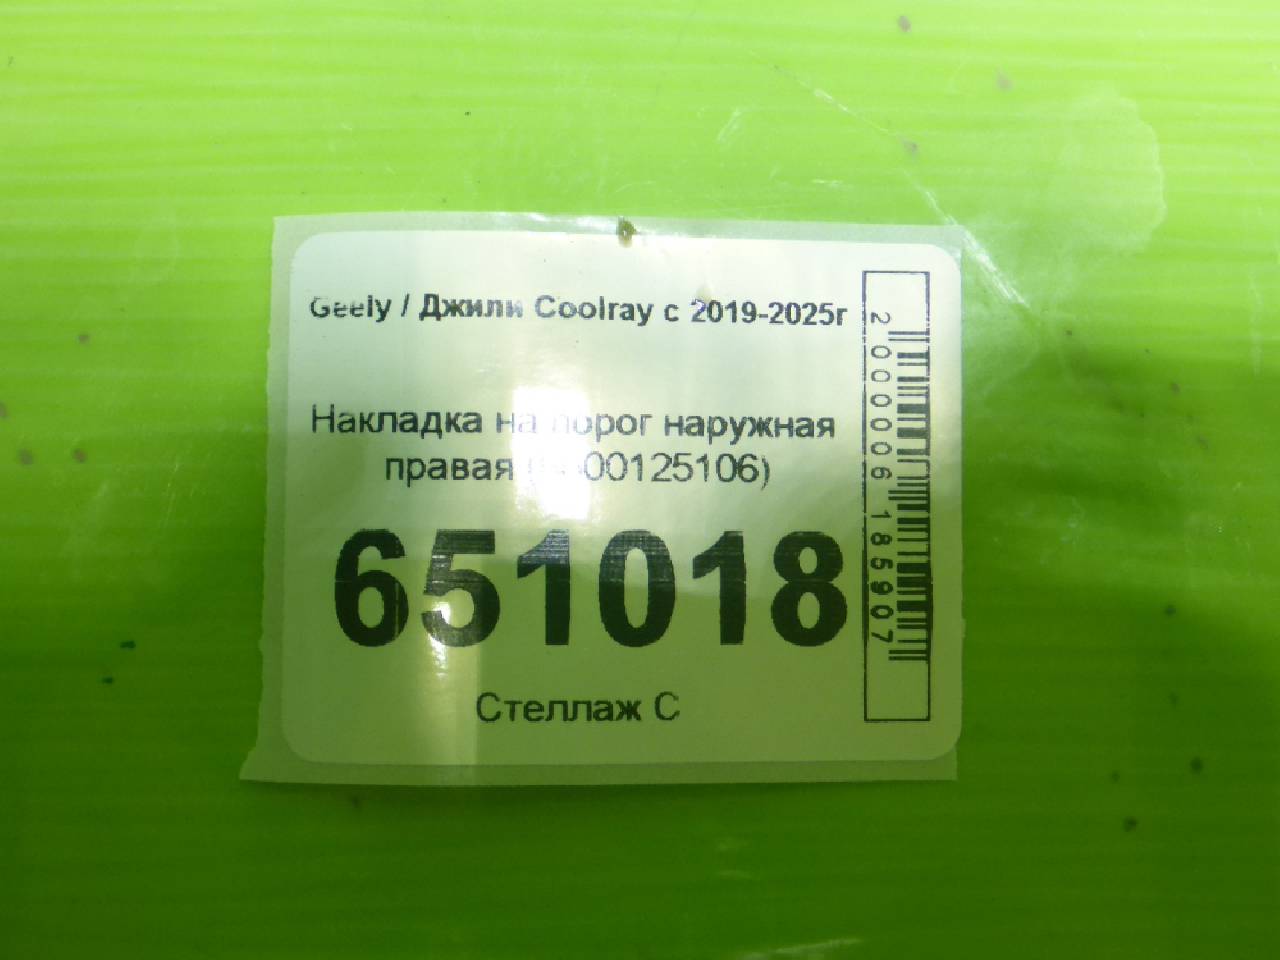 Geely / Джили Coolray с 2019-2025г
Накладка на порог наружная
правая
651018
Стеллаж С
2000006185907